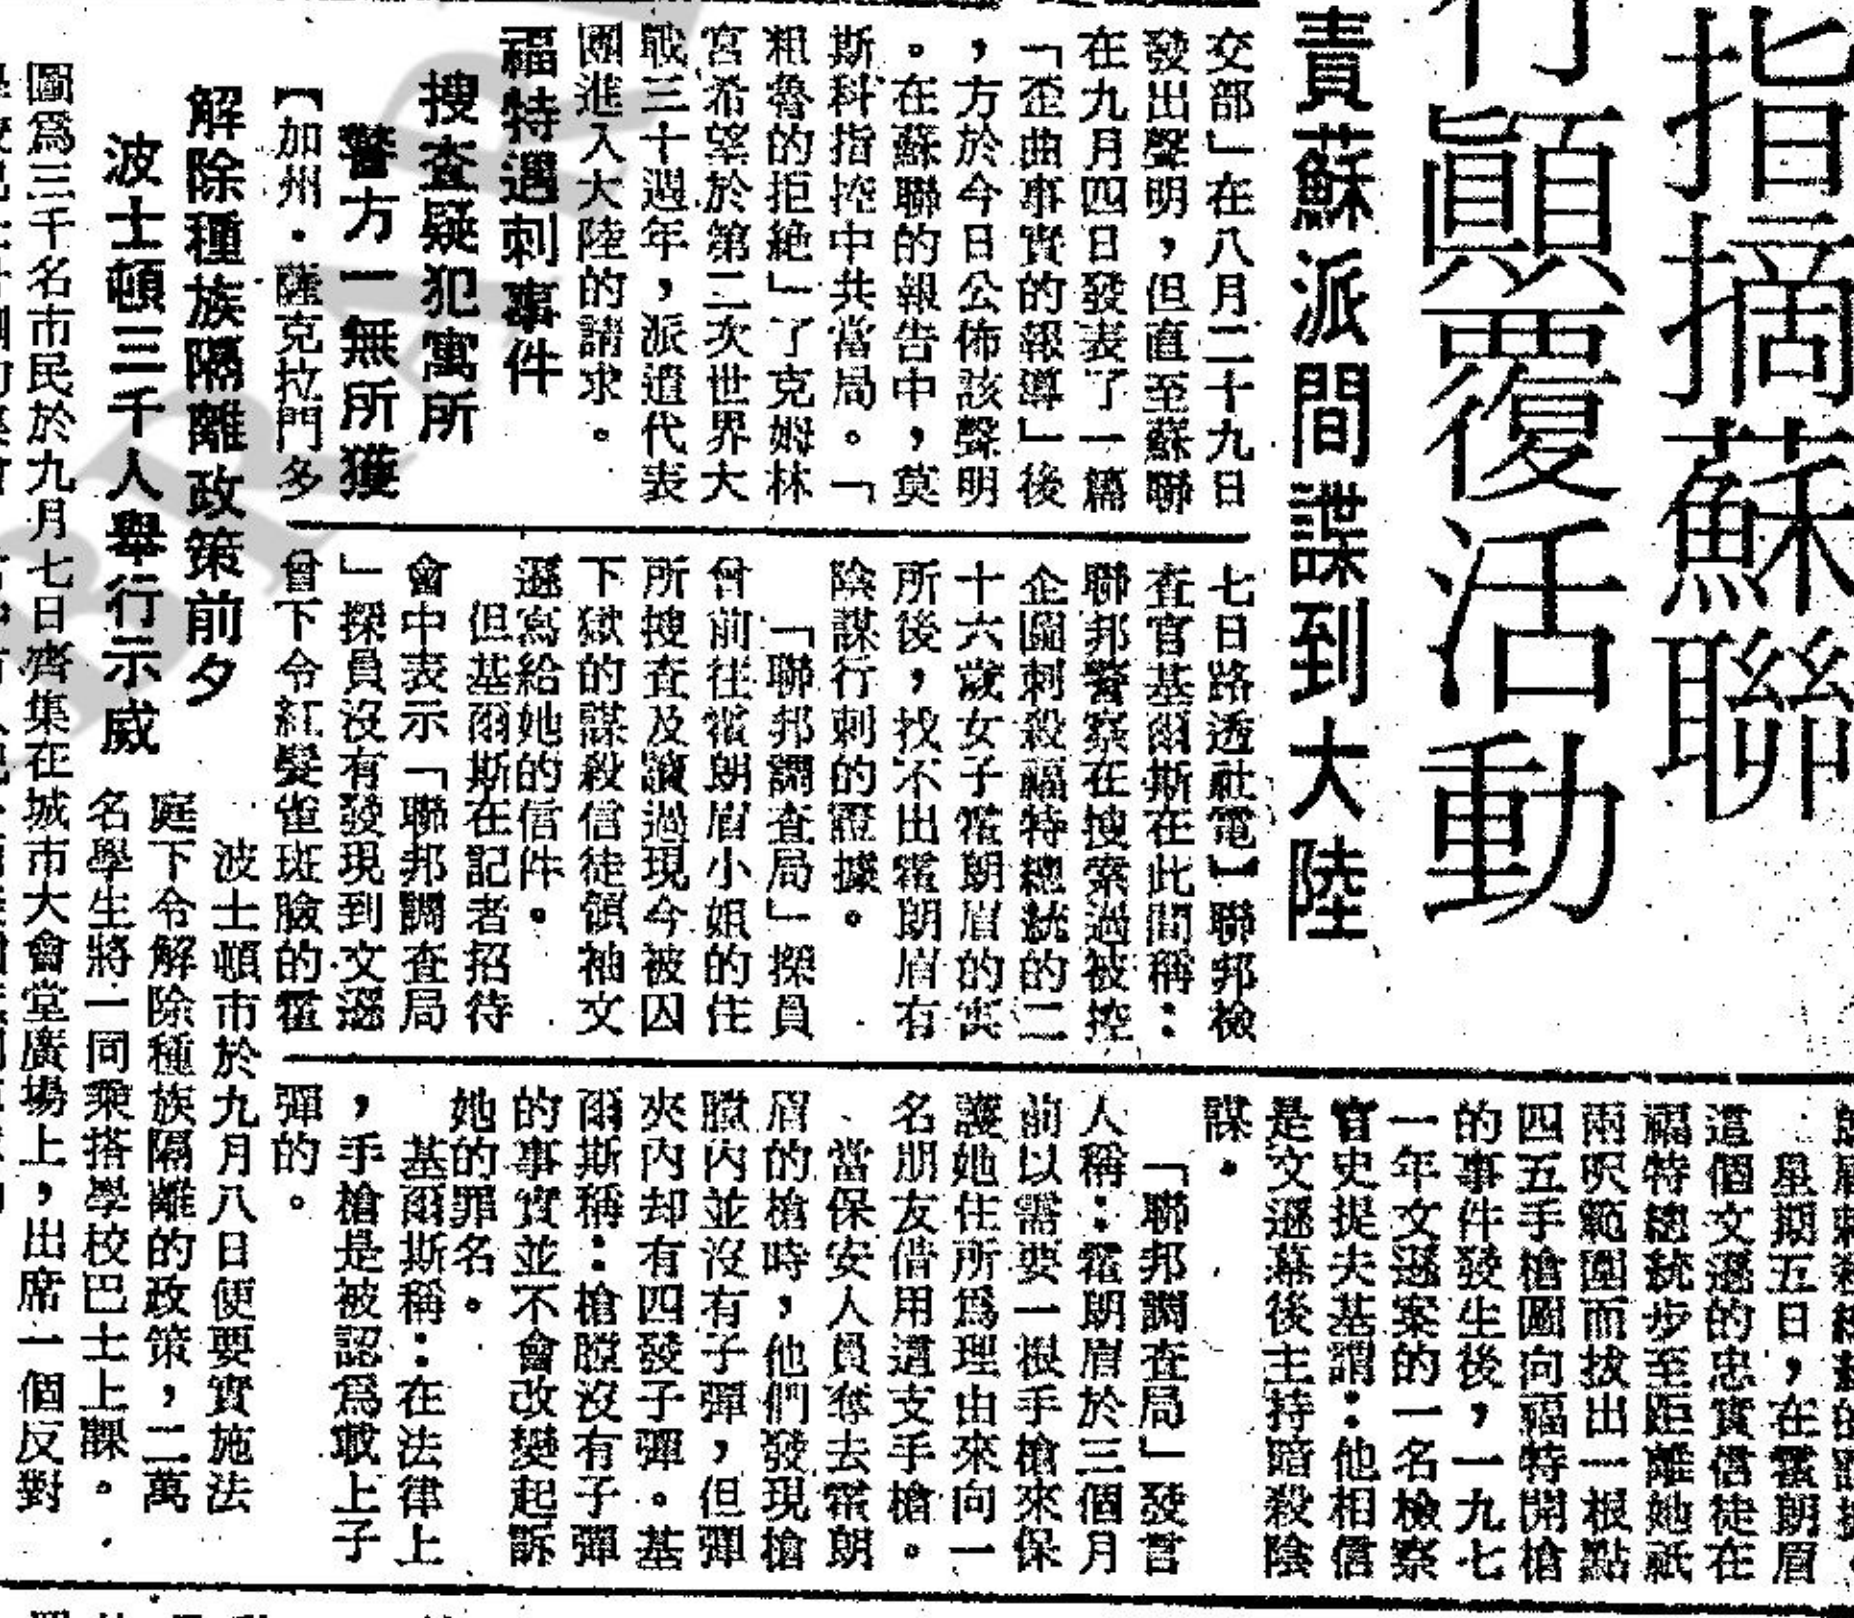 指摘蘇聯
行顛覆活動
責蘇派間諜到大陸
交部」在八月二十九日
發出聲明，但直至蘇聯
在九月四日發表了一篇
「歪曲事實的報導」後
，方於今日公佈該聲明
。在蘇聯的報告中，莫
斯科指控中共當局。「
粗魯的拒絕」了克姆林
宮希望於第二次世界大
戰三十週年，派遣代表
團進入大陸的請求。
福特遇刺事件
搜查疑犯寓所
警方一無所獲
【加州·薩克拉門多
七日路透社電】聯邦檢
查官基爾斯在此間稱：
聯邦警察在搜索過被控
企圖刺殺福特總統的二
十六歲女子霍朗眉的寓
所後，找不出霍朗眉有
陰謀行刺的證據。
「聯邦調查局」探員
曾前往霍朗眉小姐的住
所搜查及讀過現今被囚
下獄的謀殺信徒領袖文
遜寫給她的信件。
但基爾斯在記者招待
會中表示「聯邦調查局
」探員沒有發現到文遜
曾下令紅髮雀斑臉的霍
星期五日，在霍朗眉
這個文遜的忠實信徒在
福特總統步至距離她祇
兩呎範圍而拔出一根點
四五手槍圖向福特開槍
的事件發生後，一九七
一年文遜案的一名檢察
官史提夫基謂：他相信
是文遜幕後主持暗殺陰
謀。
「聯邦調查局」發言
人稱：霍朗眉於三個月
前以需要一根手槍來保
護她住所爲理由來向一
名朋友借用這支手槍。
當保安人員奪去霍朗
眉的槍時，他們發現槍
膛內並沒有子彈，但彈
夾內却有四發子彈。基
爾斯稱：槍膛沒有子彈
的事實並不會改變起訴
她的罪名。
基爾斯稱：在法律上
，手槍是被認爲載上子
彈的。
解除種族隔離政策前夕
波士頓三千人舉行示威
波士頓市於九月八日便要實施法
庭下令解除種族隔離的政策，二萬
名學生將一同乘搭學校巴士上課。
圖爲三千名市民於九月七日齊集在城市大會堂廣場上，出席一個反對